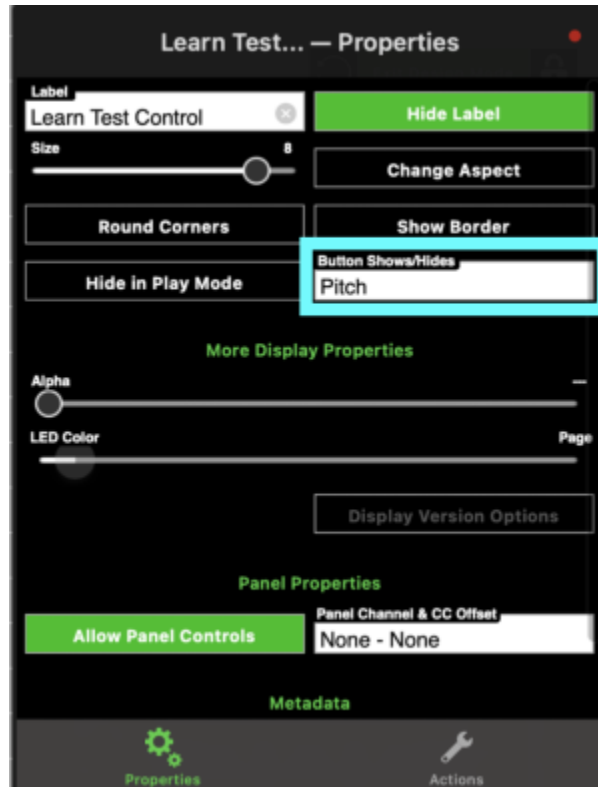 Learn Test... — Properties
Label
Learn Test Control
Hide Label
Size 8
Change Aspect
Round Corners
Show Border
Hide in Play Mode
Button Shows/Hides
Pitch
More Display Properties
Alpha —
LED Color Page
Display Version Options
Panel Properties
Allow Panel Controls
Panel Channel & CC Offset
None - None
Metadata
Properties
Actions